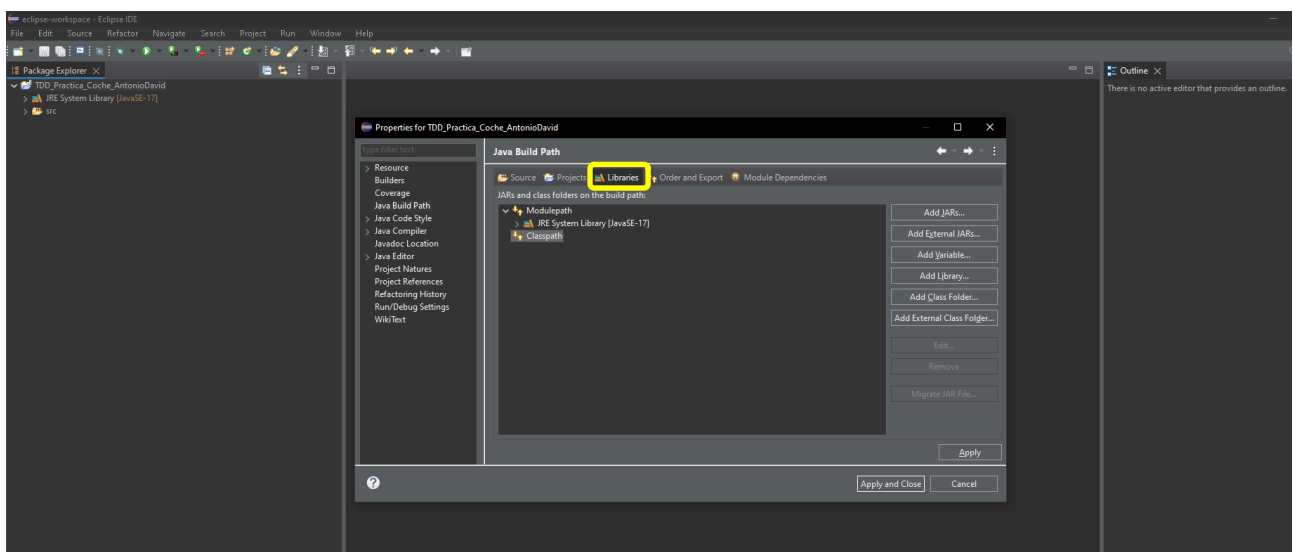 eclipse-workspace - Eclipse IDE
File Edit Source Refactor Navigate Search Project Run Window Help
Package Explorer
Outline
TDD_Practica_Coche_AntonioDavid
JRE System Library [JavaSE-17]
src
There is no active editor that provides an outline.
Properties for TDD_Practica_Coche_AntonioDavid
type filter text
Resource
Builders
Coverage
Java Build Path
Java Code Style
Java Compiler
Javadoc Location
Java Editor
Project Natures
Project References
Refactoring History
Run/Debug Settings
WikiText
Java Build Path
Source Projects Libraries Order and Export Module Dependencies
JARs and class folders on the build path:
Modulepath
JRE System Library [JavaSE-17]
Classpath
Add JARs...
Add External JARs...
Add Variable...
Add Library...
Add Class Folder...
Add External Class Folder...
Edit...
Remove
Migrate JAR File...
Apply
Apply and Close Cancel